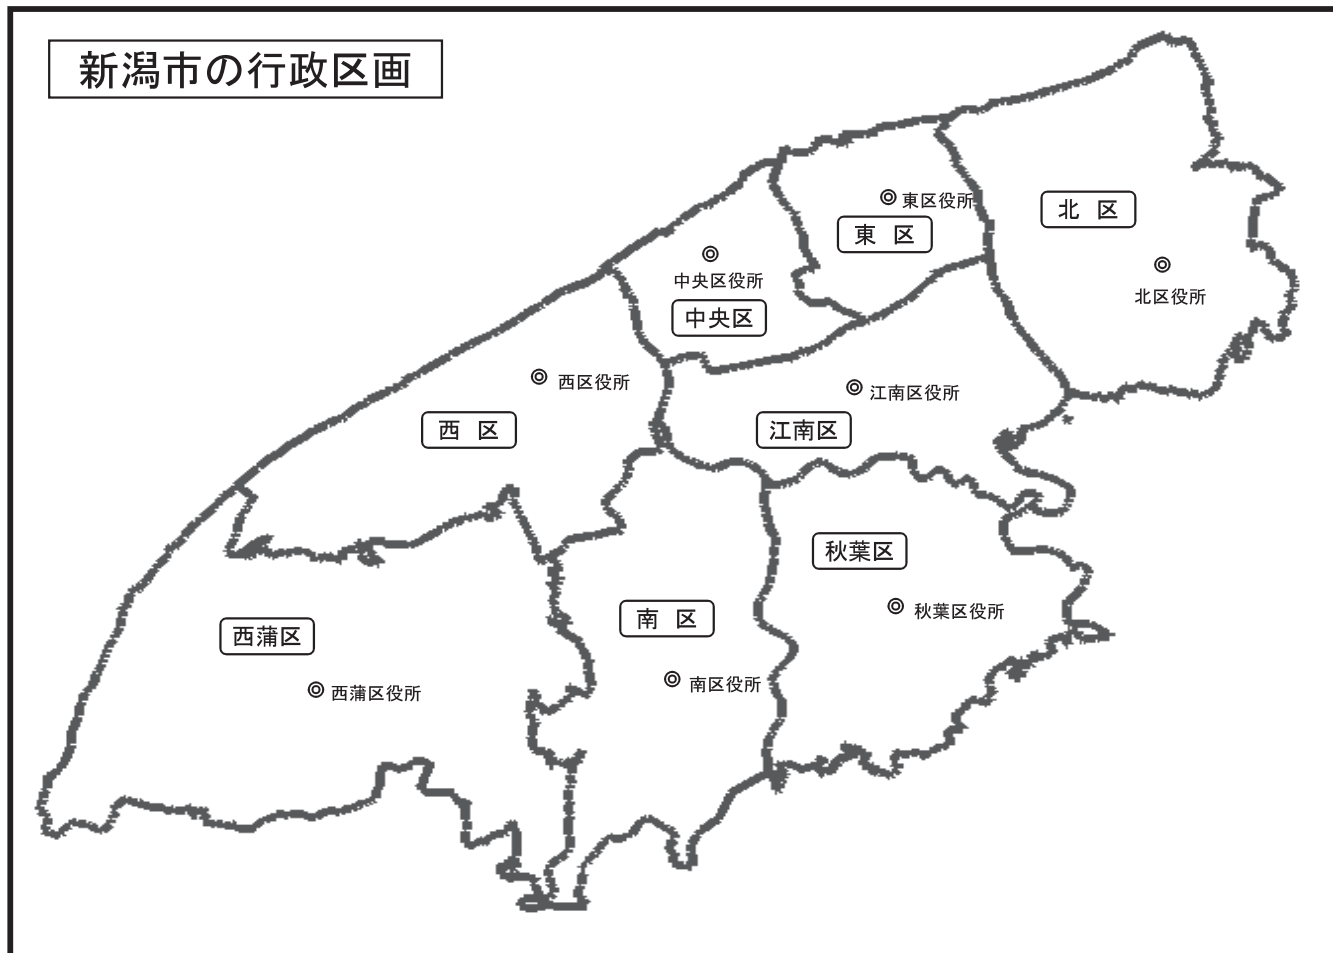 新潟市の行政区画
東区役所
東 区
北 区
北区役所
中央区役所
中央区
西区役所
西 区
江南区役所
江南区
秋葉区
秋葉区役所
南 区
南区役所
西蒲区
西蒲区役所